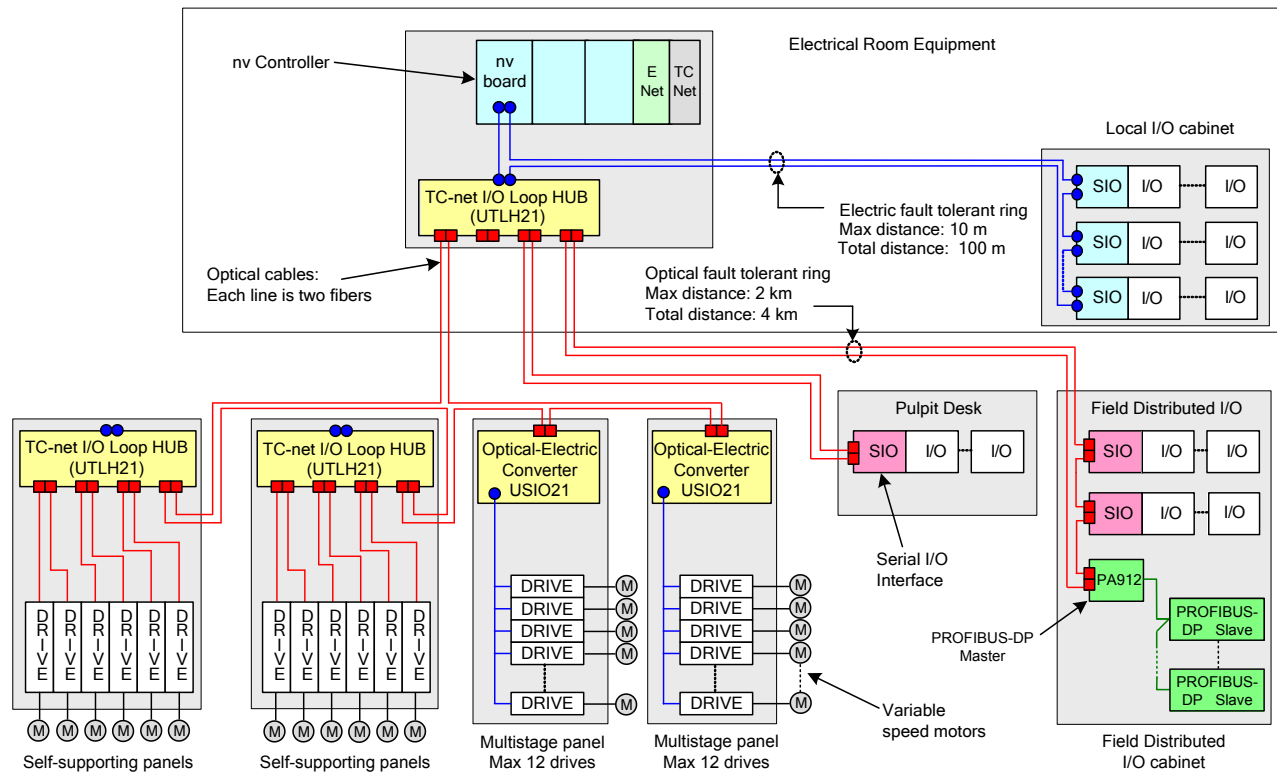 Electrical Room Equipment
nv Controller
nv
board
E
Net
TC
Net
TC-net I/O Loop HUB
(UTLH21)
Local I/O cabinet
SIO
I/O
I/O
SIO
I/O
I/O
SIO
I/O
I/O
Electric fault tolerant ring
Max distance: 10 m
Total distance: 100 m
Optical cables:
Each line is two fibers
Optical fault tolerant ring
Max distance: 2 km
Total distance: 4 km
TC-net I/O Loop HUB
(UTLH21)
DRIVE
DRIVE
DRIVE
DRIVE
DRIVE
DRIVE
M
M
M
M
M
M
Self-supporting panels
TC-net I/O Loop HUB
(UTLH21)
DRIVE
DRIVE
DRIVE
DRIVE
DRIVE
DRIVE
M
M
M
M
M
M
Self-supporting panels
Optical-Electric
Converter
USIO21
DRIVE
M
DRIVE
M
DRIVE
M
DRIVE
M
DRIVE
M
Multistage panel
Max 12 drives
Optical-Electric
Converter
USIO21
DRIVE
M
DRIVE
M
DRIVE
M
DRIVE
M
DRIVE
M
Multistage panel
Max 12 drives
Variable
speed motors
Pulpit Desk
SIO
I/O
I/O
Serial I/O
Interface
Field Distributed I/O
SIO
I/O
I/O
SIO
I/O
I/O
PA912
PROFIBUS-DP
Master
PROFIBUS-
DP Slave
PROFIBUS-
DP Slave
Field Distributed
I/O cabinet